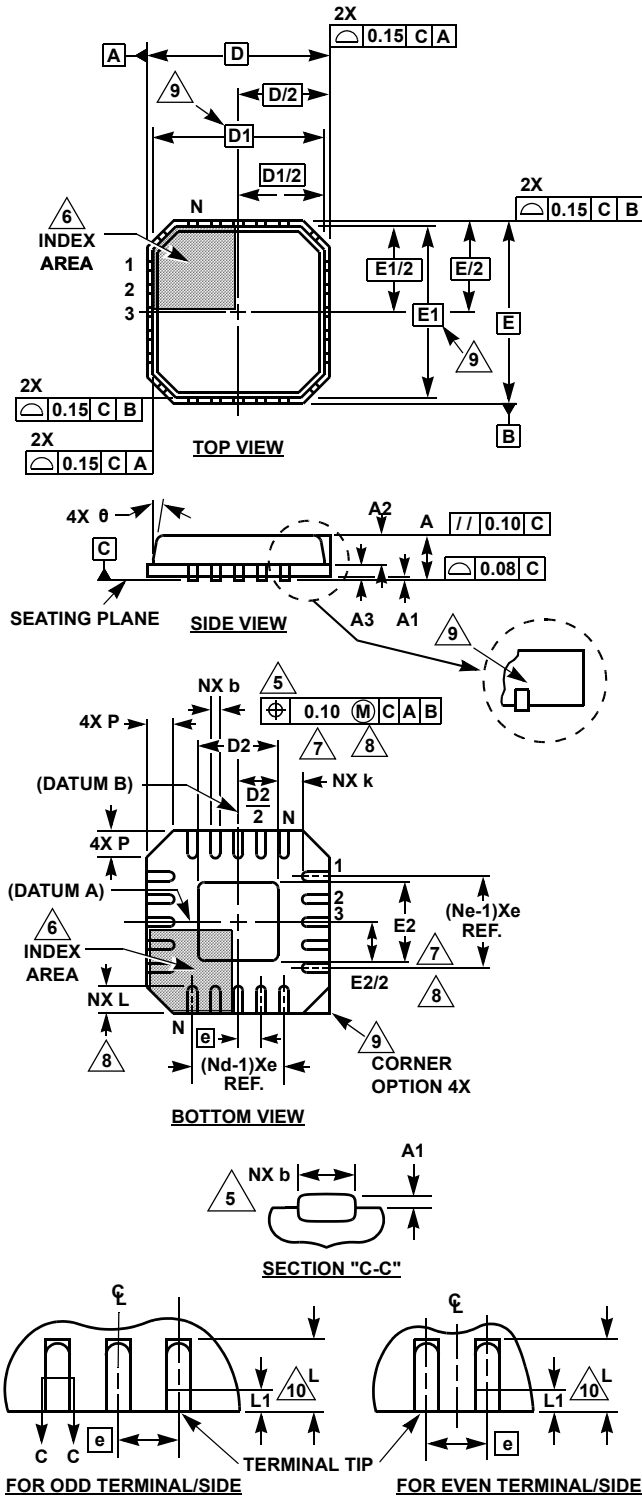 2X
0.15 C A
A
D
D/2
9
D1
D1/2
2X
0.15 C B
6
INDEX
AREA
N
1
2
3
E1/2
E/2
E1
E
9
2X
0.15 C B
2X
0.15 C A
B
TOP VIEW
4X θ
A2
A
// 0.10 C
C
0.08 C
SEATING PLANE
A3
A1
SIDE VIEW
9
NX b
5
0.10 M C A B
4X P
D2
7
8
(DATUM B)
D2
2
N
NX k
4X P
1
(DATUM A)
2
3
(Ne-1)Xe
REF.
6
INDEX
AREA
E2
7
E2/2
8
NX L
N
e
8
(Nd-1)Xe
REF.
9
CORNER
OPTION 4X
BOTTOM VIEW
A1
NX b
5
SECTION "C-C"
CL
CL
L
10
L1
L
10
L1
e
C
C
TERMINAL TIP
e
FOR ODD TERMINAL/SIDE
FOR EVEN TERMINAL/SIDE